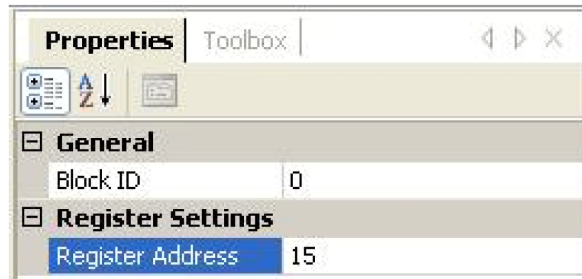 Properties Toolbox
A Z
General
Block ID 0
Register Settings
Register Address 15